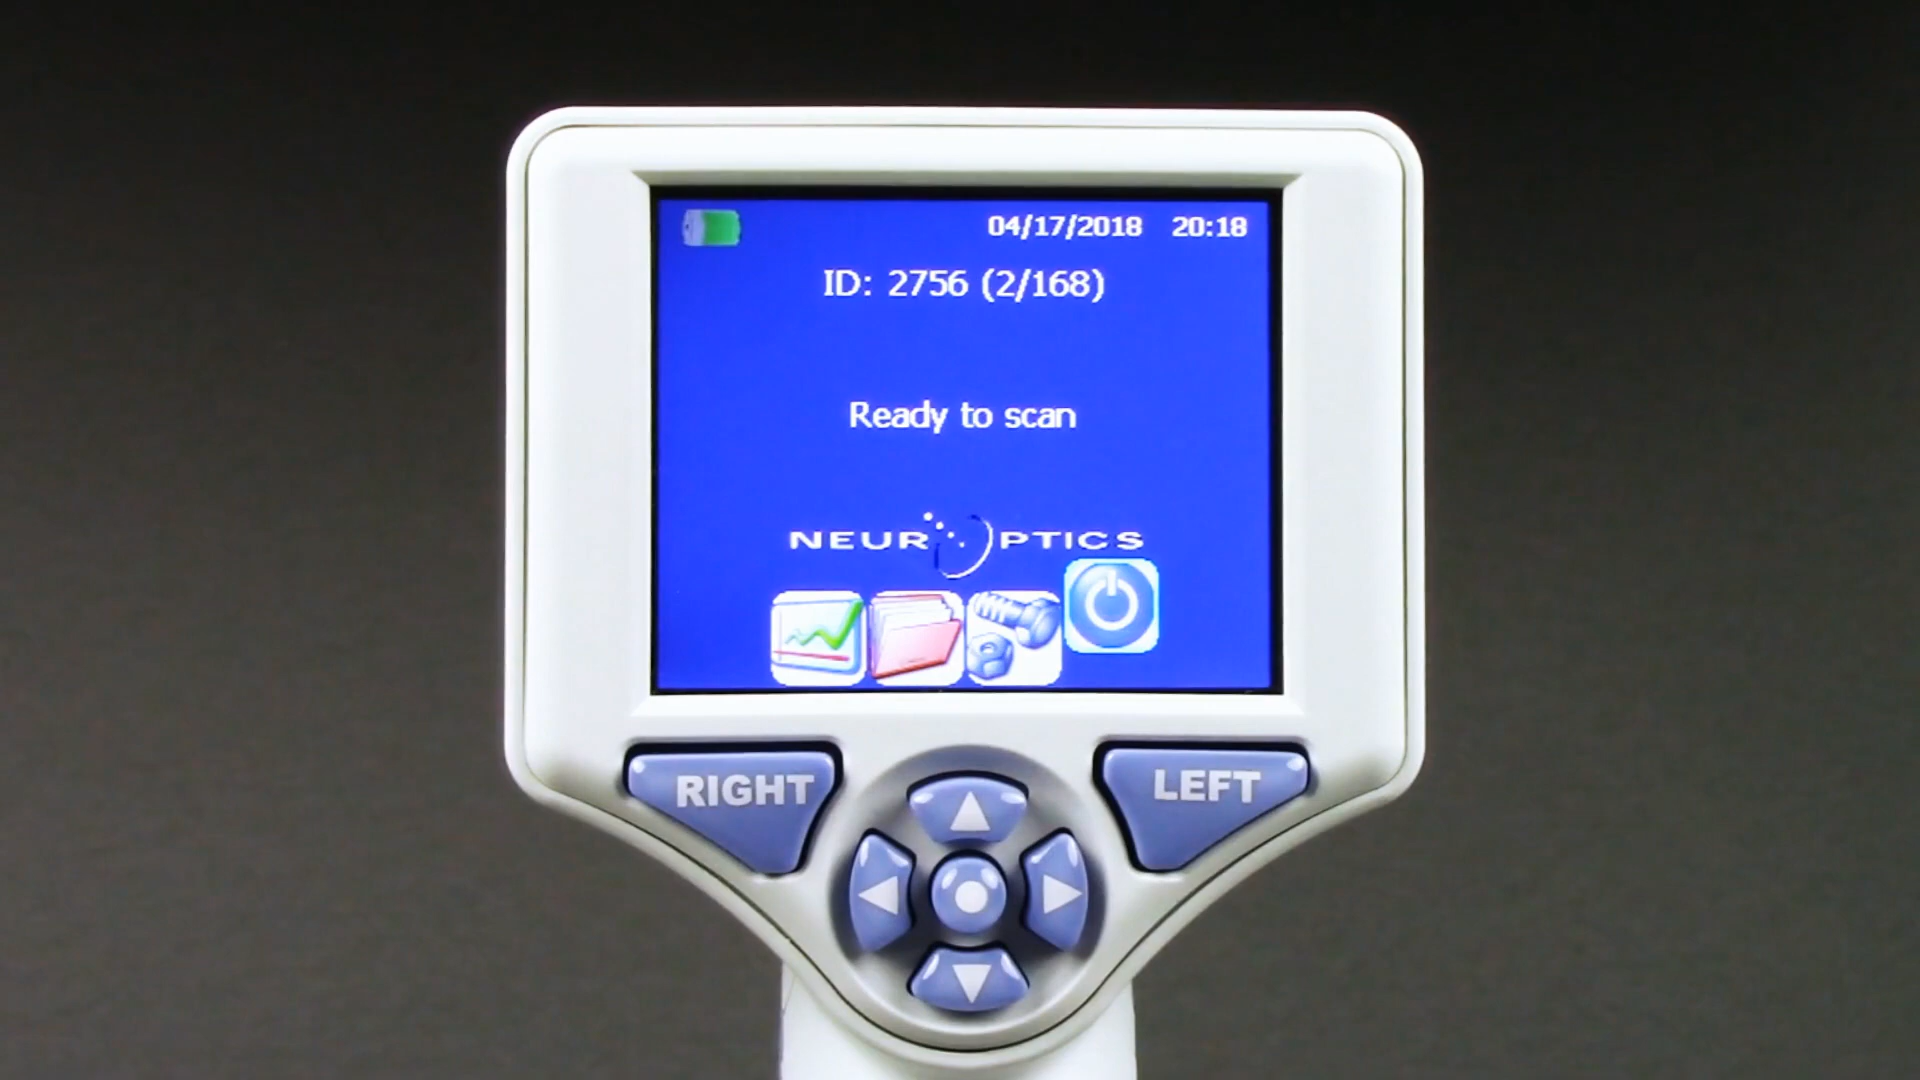 04/17/2018 20:18
ID: 2756 (2/168)
Ready to scan
NEUROPTICS
RIGHT
LEFT